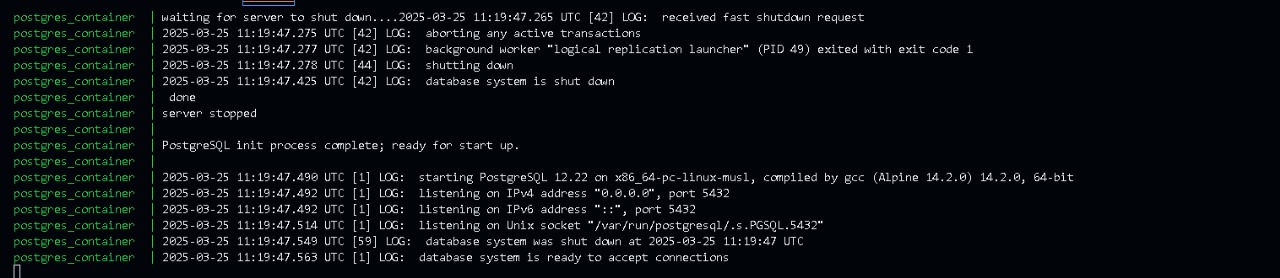 postgres_container | waiting for server to shut down....2025-03-25 11:19:47.265 UTC [42] LOG:  received fast shutdown request
postgres_container | 2025-03-25 11:19:47.275 UTC [42] LOG:  aborting any active transactions
postgres_container | 2025-03-25 11:19:47.277 UTC [42] LOG:  background worker "logical replication launcher" (PID 49) exited with exit code 1
postgres_container | 2025-03-25 11:19:47.278 UTC [44] LOG:  shutting down
postgres_container | 2025-03-25 11:19:47.425 UTC [42] LOG:  database system is shut down
postgres_container |  done
postgres_container | server stopped
postgres_container |
postgres_container | PostgreSQL init process complete; ready for start up.
postgres_container |
postgres_container | 2025-03-25 11:19:47.490 UTC [1] LOG:  starting PostgreSQL 12.22 on x86_64-pc-linux-musl, compiled by gcc (Alpine 14.2.0) 14.2.0, 64-bit
postgres_container | 2025-03-25 11:19:47.492 UTC [1] LOG:  listening on IPv4 address "0.0.0.0", port 5432
postgres_container | 2025-03-25 11:19:47.492 UTC [1] LOG:  listening on IPv6 address "::", port 5432
postgres_container | 2025-03-25 11:19:47.514 UTC [1] LOG:  listening on Unix socket "/var/run/postgresql/.s.PGSQL.5432"
postgres_container | 2025-03-25 11:19:47.549 UTC [59] LOG:  database system was shut down at 2025-03-25 11:19:47 UTC
postgres_container | 2025-03-25 11:19:47.563 UTC [1] LOG:  database system is ready to accept connections